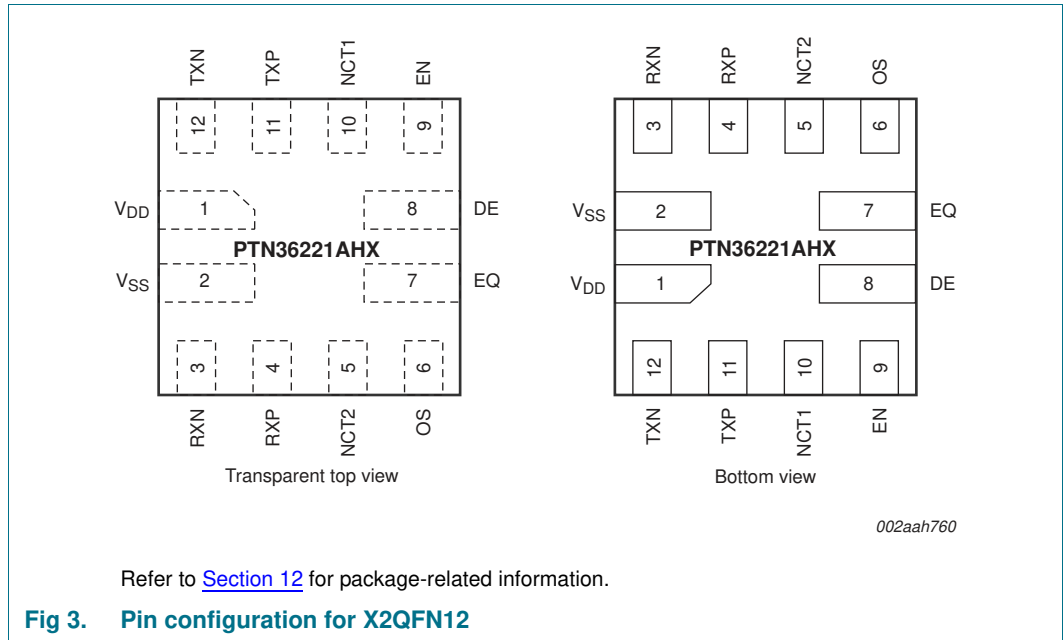 TXN TXP NCT1 EN
12 11 10 9
VDD 1 8 DE
PTN36221AHX
VSS 2 7 EQ
3 4 5 6
RXN RXP NCT2 OS
Transparent top view
RXN RXP NCT2 OS
3 4 5 6
VSS 2 7 EQ
PTN36221AHX
VDD 1 8 DE
12 11 10 9
TXN TXP NCT1 EN
Bottom view
002aah760
Refer to Section 12 for package-related information.
Fig 3. Pin configuration for X2QFN12